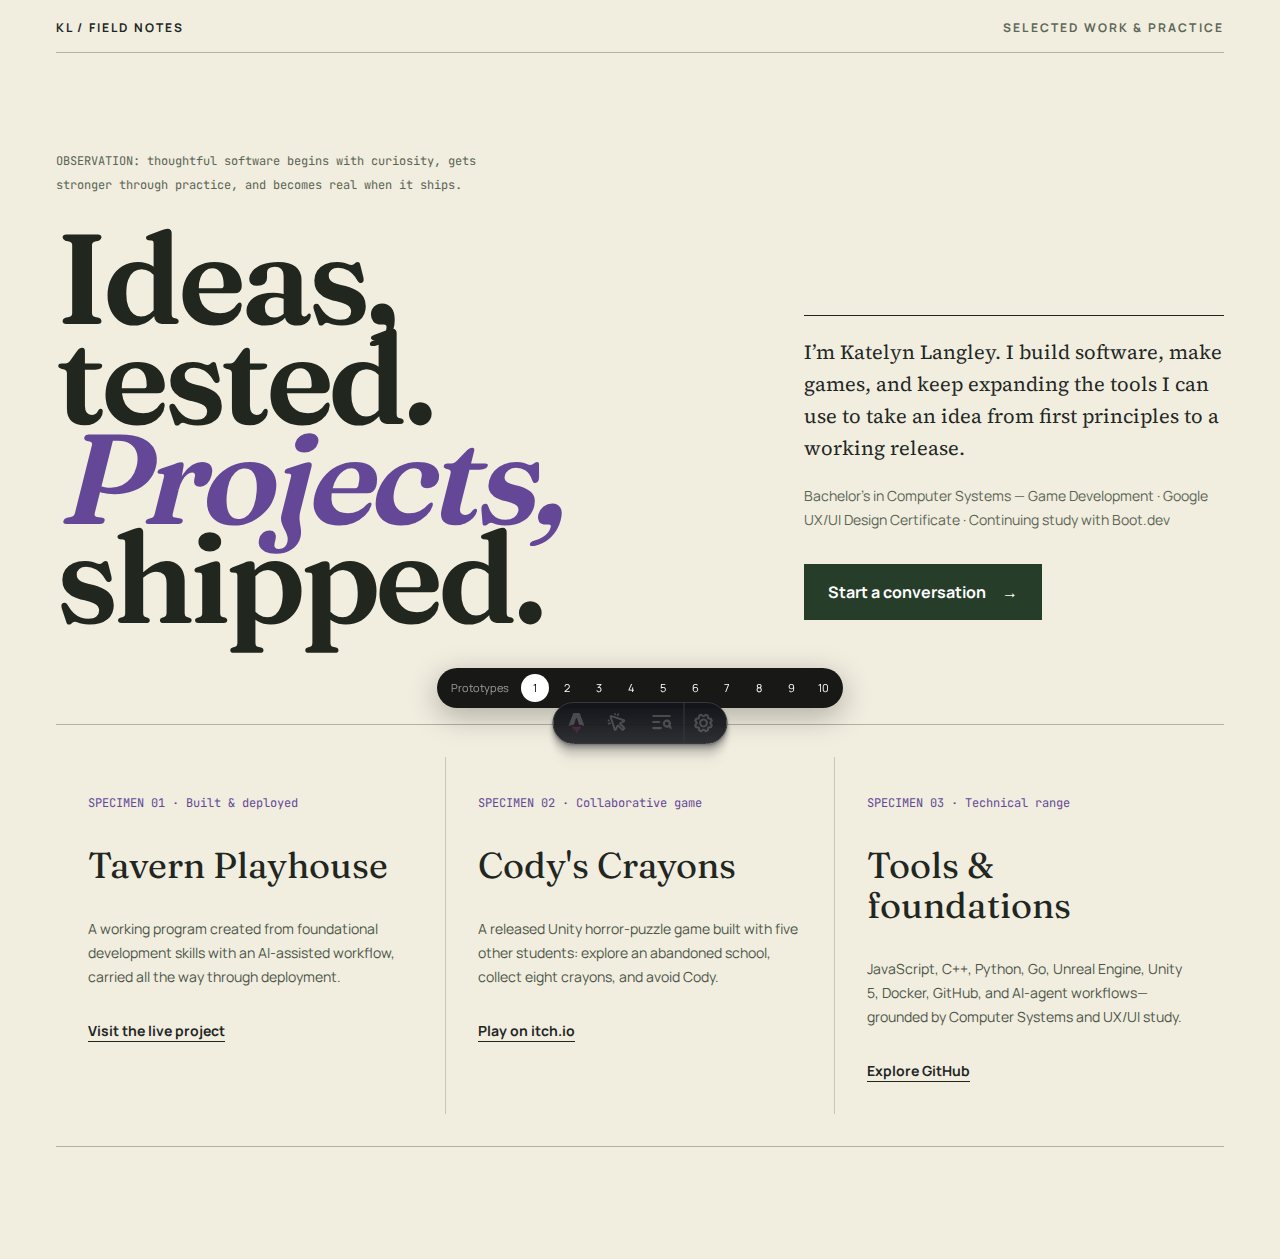 KL / FIELD NOTES
SELECTED WORK & PRACTICE
OBSERVATION: thoughtful software begins with curiosity, gets
stronger through practice, and becomes real when it ships.
Ideas,
tested.
Projects,
shipped.
I’m Katelyn Langley. I build software, make
games, and keep expanding the tools I can
use to take an idea from first principles to a
working release.
Bachelor’s in Computer Systems — Game Development · Google
UX/UI Design Certificate · Continuing study with Boot.dev
Start a conversation →
Prototypes 1 2 3 4 5 6 7 8 9 10
SPECIMEN 01 · Built & deployed
Tavern Playhouse
A working program created from foundational
development skills with an AI-assisted workflow,
carried all the way through deployment.
Visit the live project
SPECIMEN 02 · Collaborative game
Cody's Crayons
A released Unity horror-puzzle game built with five
other students: explore an abandoned school,
collect eight crayons, and avoid Cody.
Play on itch.io
SPECIMEN 03 · Technical range
Tools &
foundations
JavaScript, C++, Python, Go, Unreal Engine, Unity
5, Docker, GitHub, and AI-agent workflows—
grounded by Computer Systems and UX/UI study.
Explore GitHub